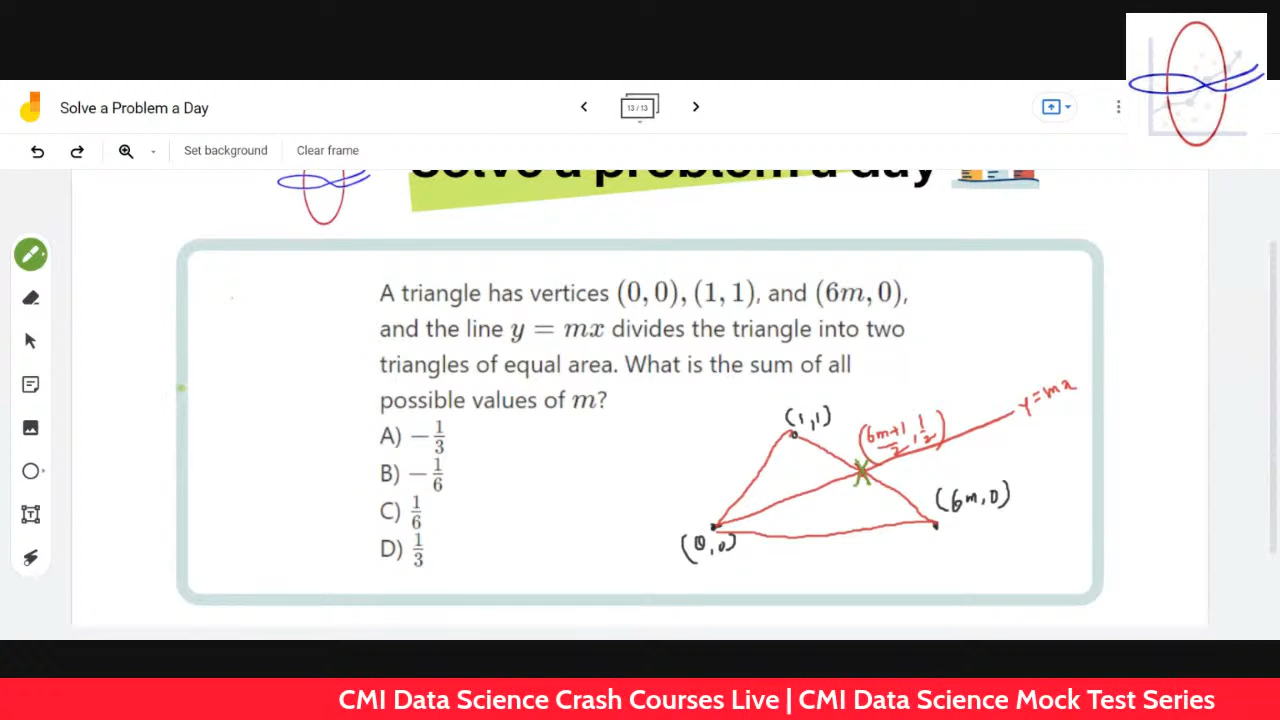 Solve a Problem a Day
13 / 13
Set background
Clear frame
Solve a problem a day
A triangle has vertices (0, 0), (1, 1), and (6m, 0),
and the line y = mx divides the triangle into two
triangles of equal area. What is the sum of all
possible values of m?
A) −1/3
B) −1/6
C) 1/6
D) 1/3
(1,1)
(6m+1/2, 1/2)
y=mx
(6m,0)
(0,0)
CMI Data Science Crash Courses Live | CMI Data Science Mock Test Series